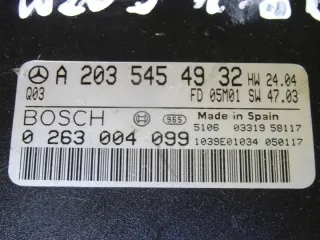 A 203 545 49 32 HW 24.04
Q03 FD 05M01 SW 47.03
BOSCH 965 Made in Spain
5106 03319 58117
0 263 004 099 1039E01034 050117